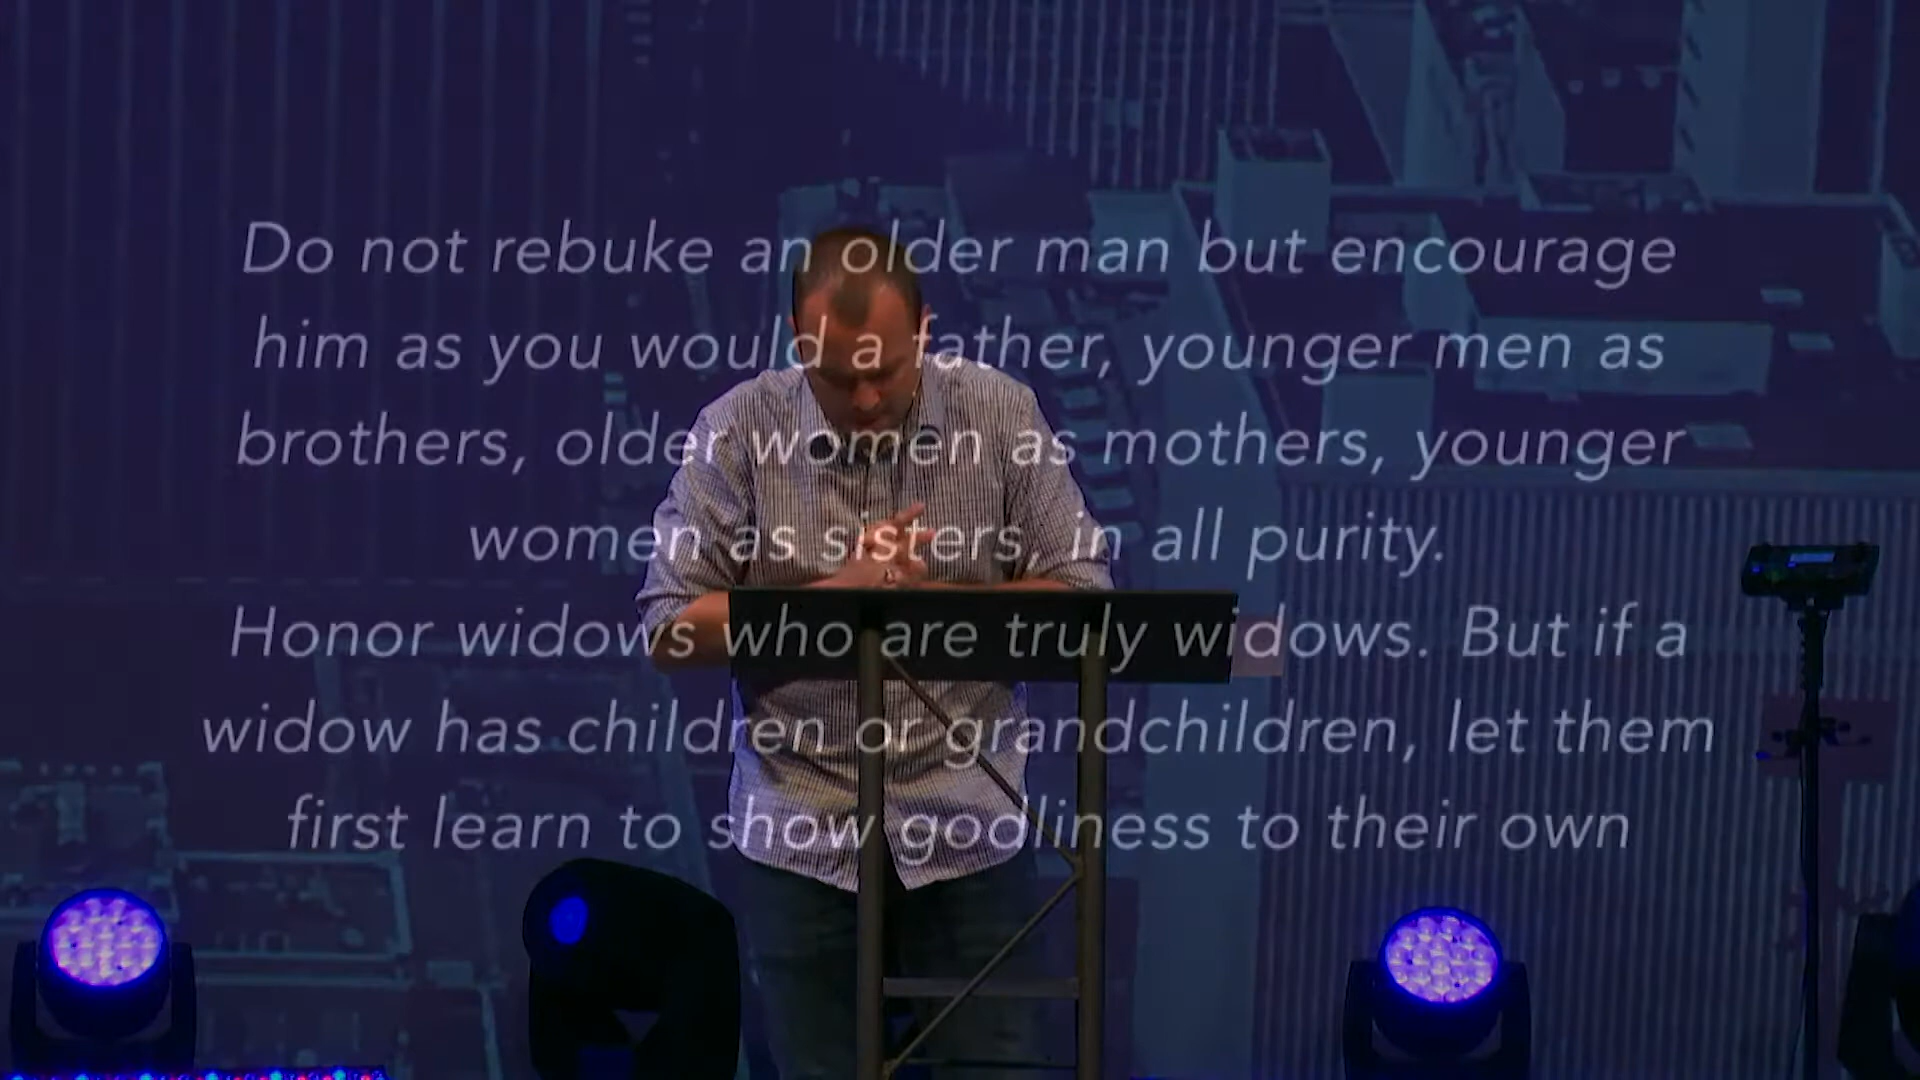 Do not rebuke an older man but encourage
him as you would a father, younger men as
brothers, older women as mothers, younger
women as sisters, in all purity.
Honor widows who are truly widows. But if a
widow has children or grandchildren, let them
first learn to show godliness to their own